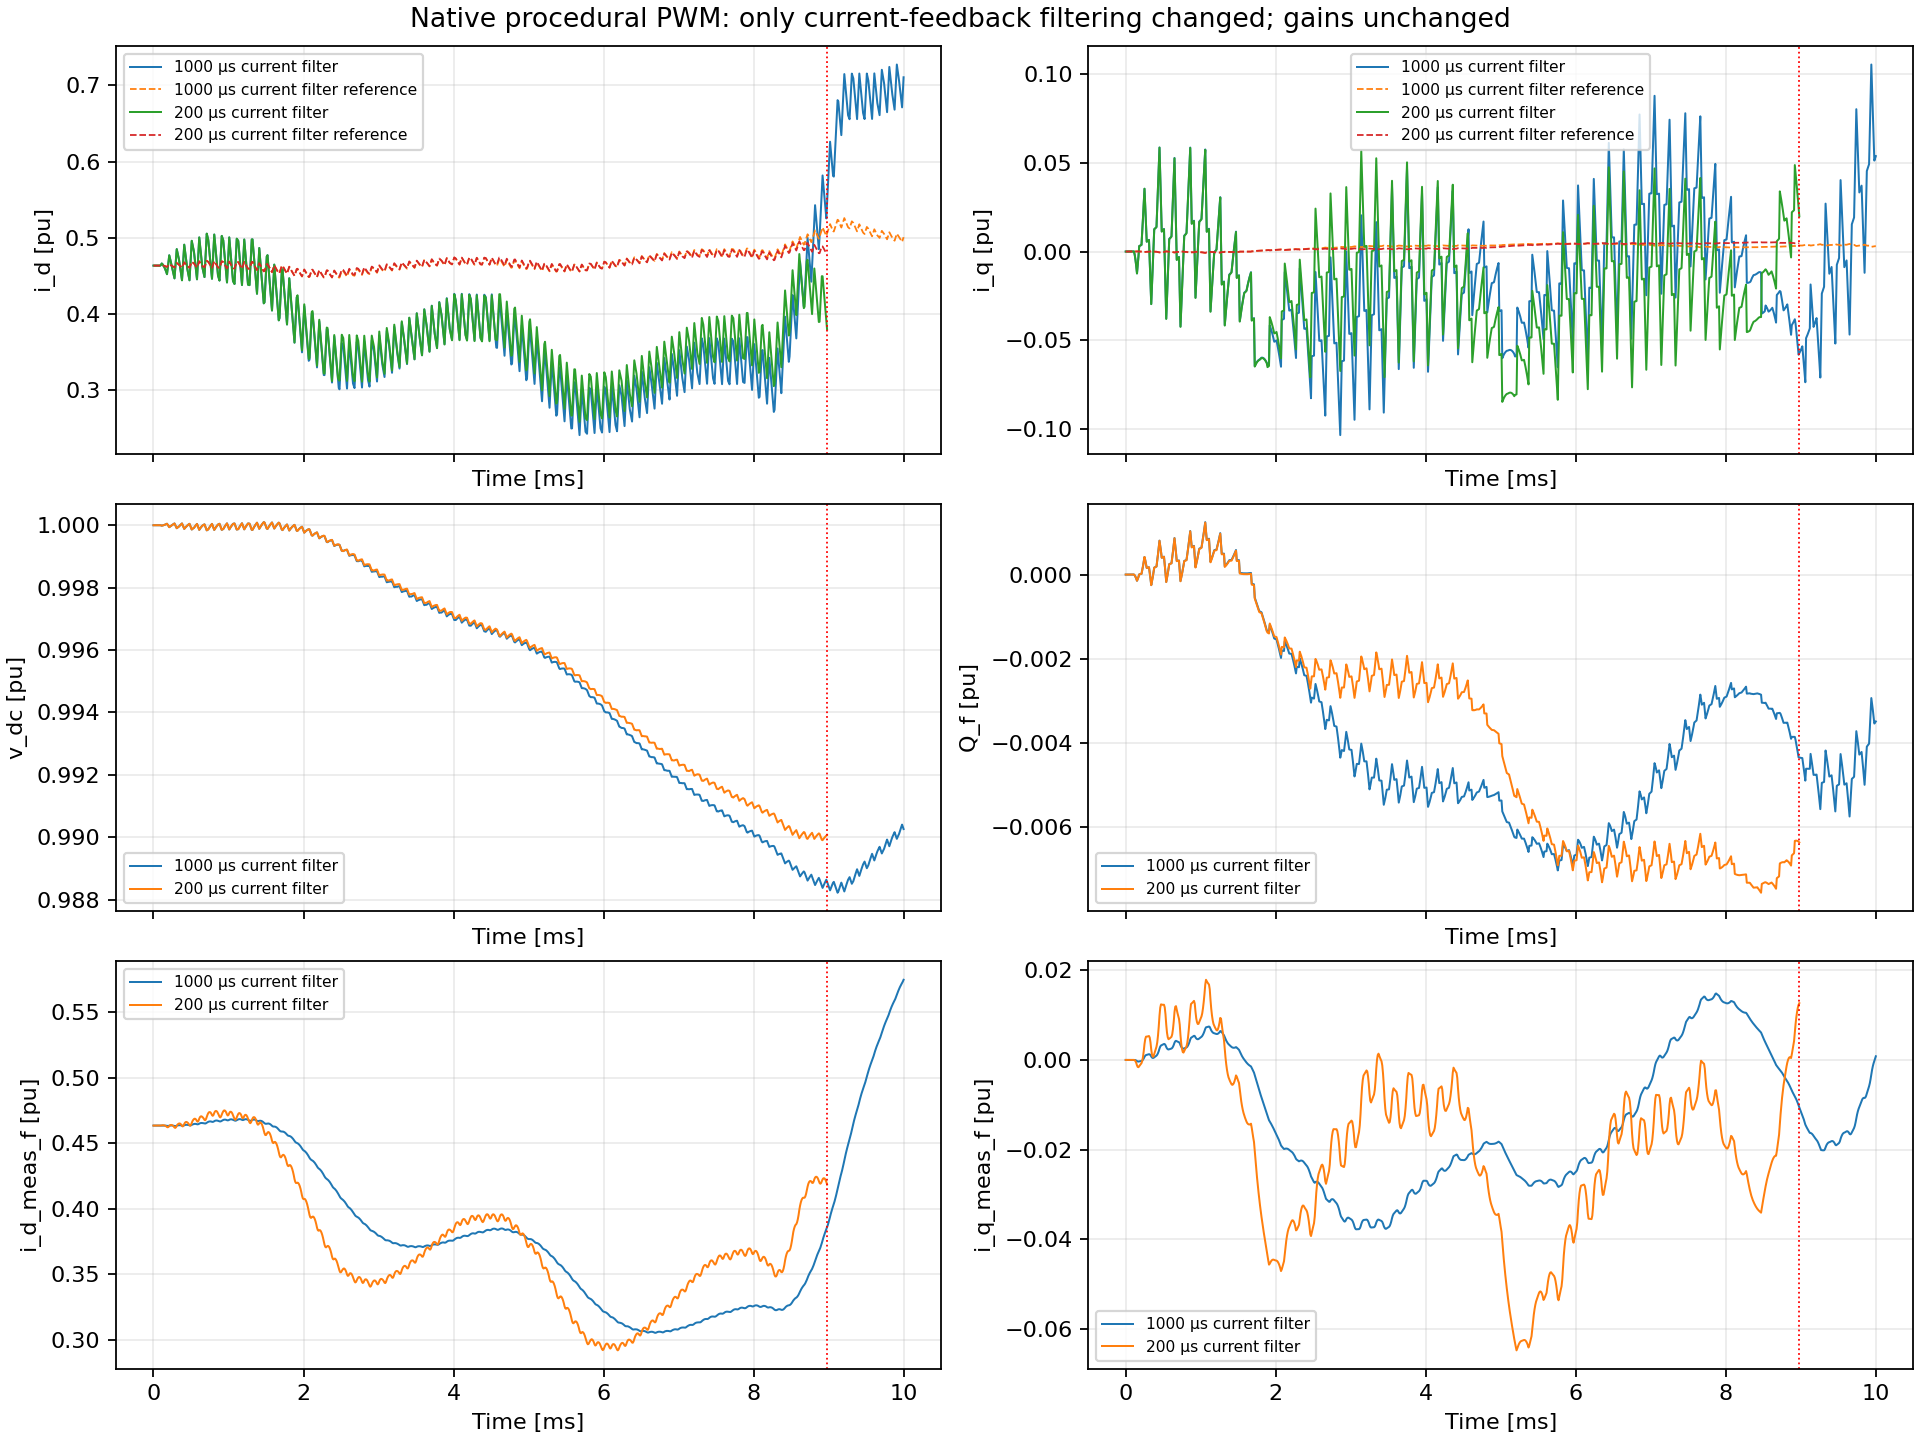 Native procedural PWM: only current-feedback filtering changed; gains unchanged
1000 µs current filter
1000 µs current filter reference
200 µs current filter
200 µs current filter reference
0.7
0.6
0.5
0.4
0.3
i_d [pu]
Time [ms]
1000 µs current filter
1000 µs current filter reference
200 µs current filter
200 µs current filter reference
0.10
0.05
0.00
−0.05
−0.10
i_q [pu]
Time [ms]
1.000
0.998
0.996
0.994
0.992
0.990
0.988
v_dc [pu]
1000 µs current filter
200 µs current filter
Time [ms]
0.000
−0.002
−0.004
−0.006
Q_f [pu]
1000 µs current filter
200 µs current filter
Time [ms]
1000 µs current filter
200 µs current filter
0.55
0.50
0.45
0.40
0.35
0.30
i_d_meas_f [pu]
0 2 4 6 8 10
Time [ms]
0.02
0.00
−0.02
−0.04
−0.06
i_q_meas_f [pu]
1000 µs current filter
200 µs current filter
0 2 4 6 8 10
Time [ms]